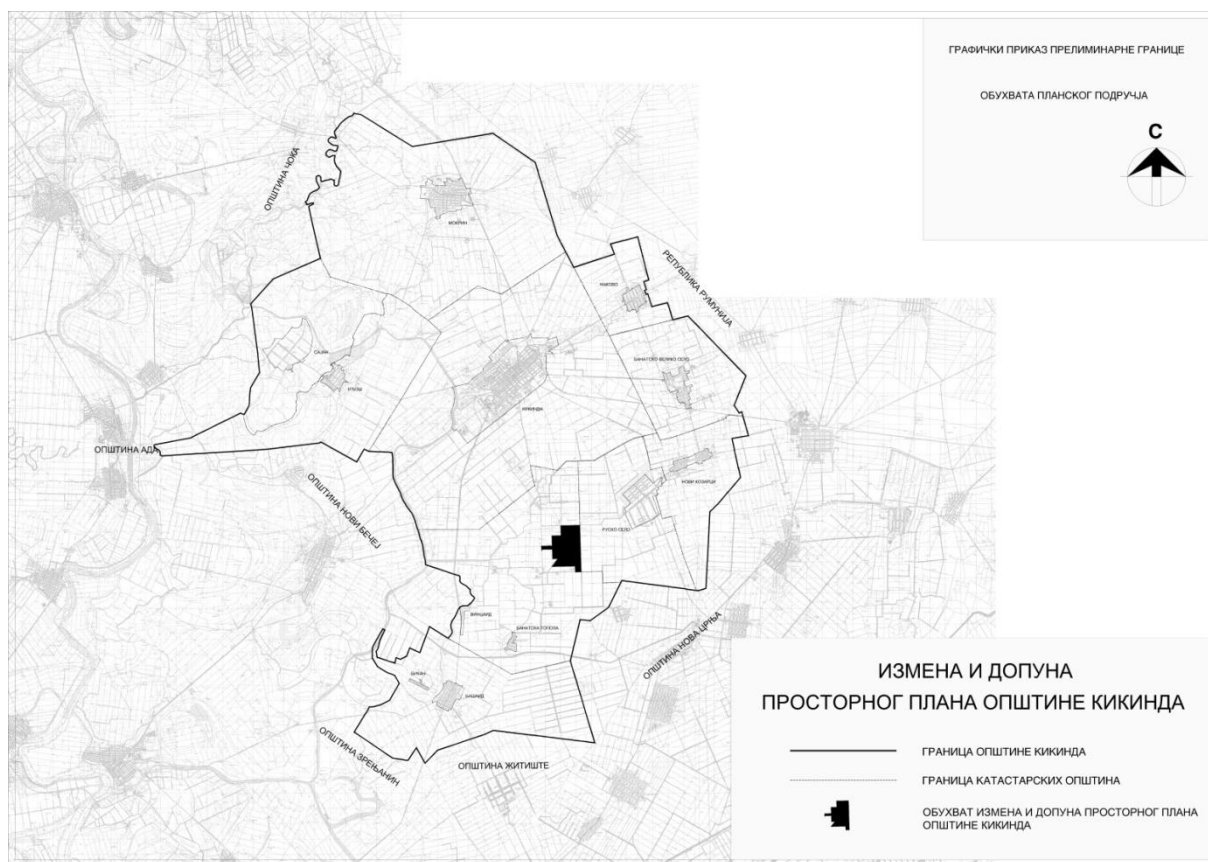 ГРАФИЧКИ ПРИКАЗ ПРЕЛИМИНАРНЕ ГРАНИЦЕ
ОБУХВАТА ПЛАНСКОГ ПОДРУЧЈА
С
ОПШТИНА ЧОКА
МОКРИН
РЕПУБЛИКА РУМУНИЈА
НАКОВО
САЈАН
БАНАТСКО ВЕЛИКО СЕЛО
ИЂОШ
КИКИНДА
ОПШТИНА АДА
ОПШТИНА НОВИ БЕЧЕЈ
НОВИ КОЗАРЦИ
РУСКО СЕЛО
БАНАТСКА ТОПОЛА
ОПШТИНА НОВА ЦРЊА
БАШАИД
ОПШТИНА ЗРЕЊАНИН
ОПШТИНА ЖИТИШТЕ
ИЗМЕНА И ДОПУНА
ПРОСТОРНОГ ПЛАНА ОПШТИНЕ КИКИНДА
ГРАНИЦА ОПШТИНЕ КИКИНДА
ГРАНИЦА КАТАСТАРСКИХ ОПШТИНА
ОБУХВАТ ИЗМЕНА И ДОПУНА ПРОСТОРНОГ ПЛАНА
ОПШТИНЕ КИКИНДА